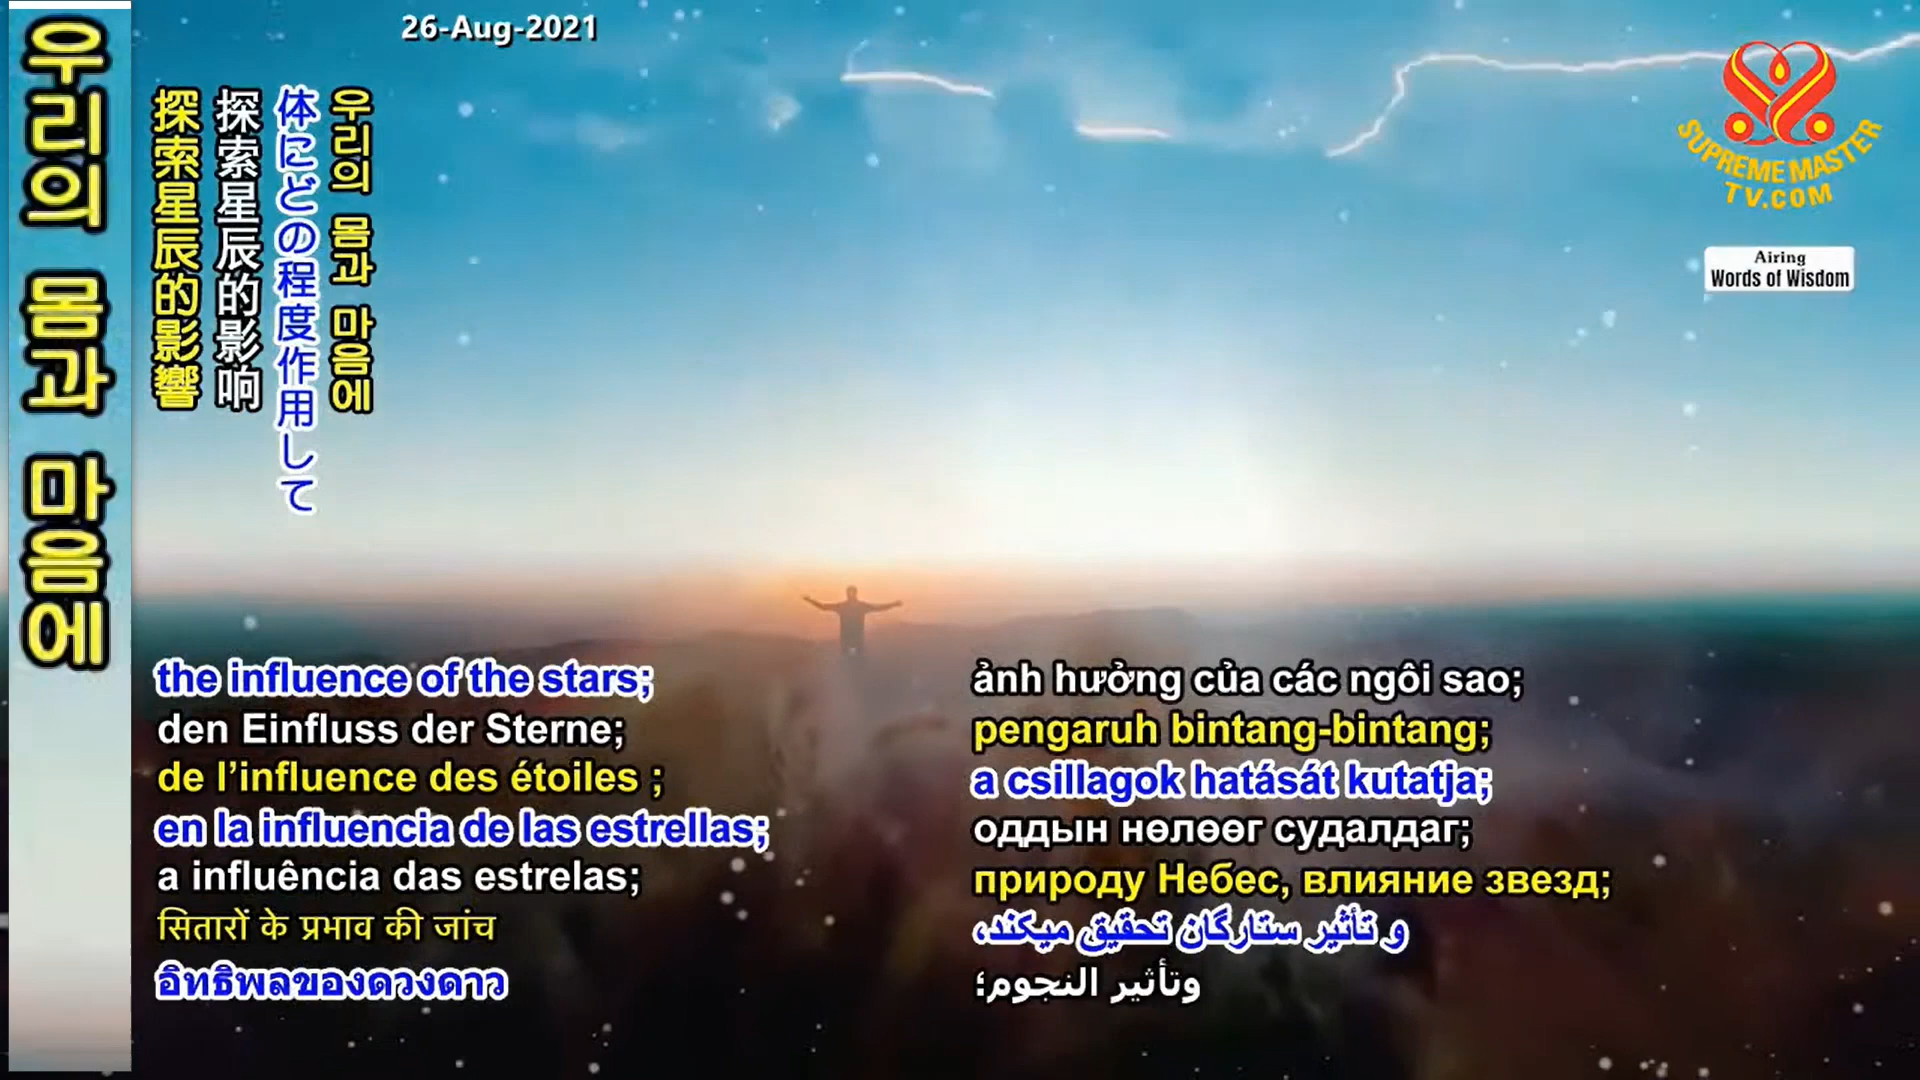 26-Aug-2021
우리의 몸과 마음에
探索星辰的影響
探索星辰的影响
体にどの程度作用して
우리의 몸과 마음에
SUPREME MASTER
TV.COM
Airing
Words of Wisdom
the influence of the stars;
den Einfluss der Sterne;
de l’influence des étoiles ;
en la influencia de las estrellas;
a influência das estrelas;
सितारों के प्रभाव की जांच
อิทธิพลของดวงดาว
ảnh hưởng của các ngôi sao;
pengaruh bintang-bintang;
a csillagok hatását kutatja;
оддын нөлөөг судалдаг;
природу Небес, влияние звезд;
و تأثیر ستارگان تحقیق میکند،
وتأثير النجوم؛